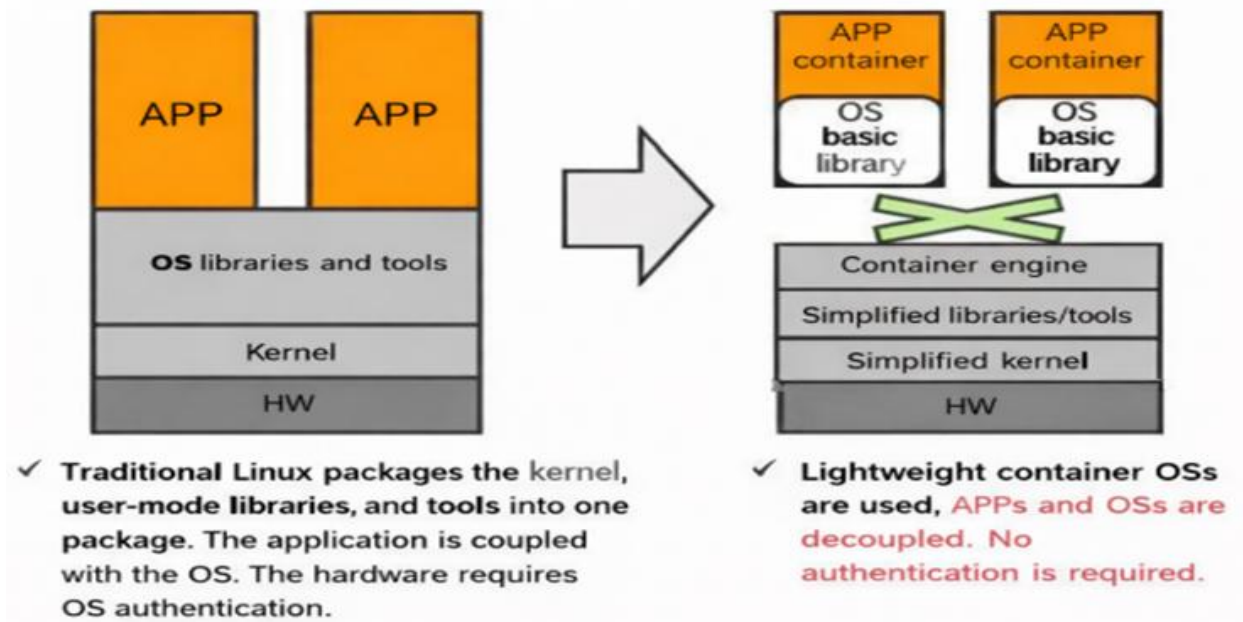 APP
APP
OS libraries and tools
Kernel
HW
✓ Traditional Linux packages the kernel,
user-mode libraries, and tools into one
package. The application is coupled
with the OS. The hardware requires
OS authentication.
APP
container
OS
basic
library
APP
container
OS
basic
library
Container engine
Simplified libraries/tools
Simplified kernel
HW
✓ Lightweight container OSs
are used, APPs and OSs are
decoupled. No
authentication is required.